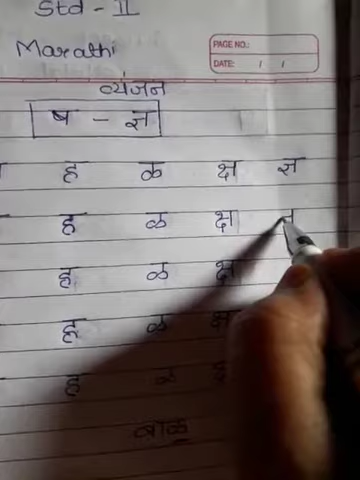 Std - II
Marathi
PAGE NO.:
DATE: / /
व्यंजन
ष - ज्ञ
ह ळ क्ष ज्ञ
ह ळ क्ष
ह ळ क्ष
ह ळ क्ष
ह ळ
बाळ